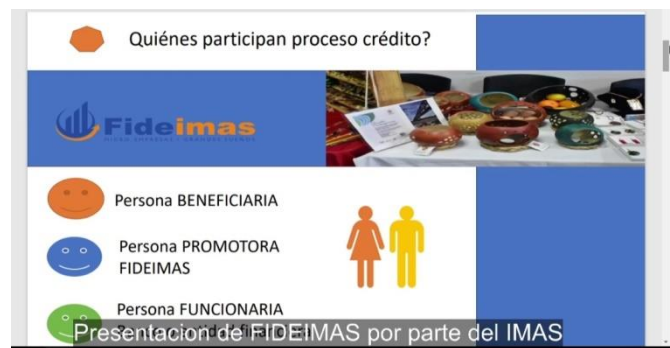 Quiénes participan proceso crédito?
Fideimas
Persona BENEFICIARIA
Persona PROMOTORA
FIDEIMAS
Persona FUNCIONARIA
Presentacion de FIDEIMAS por parte del IMAS